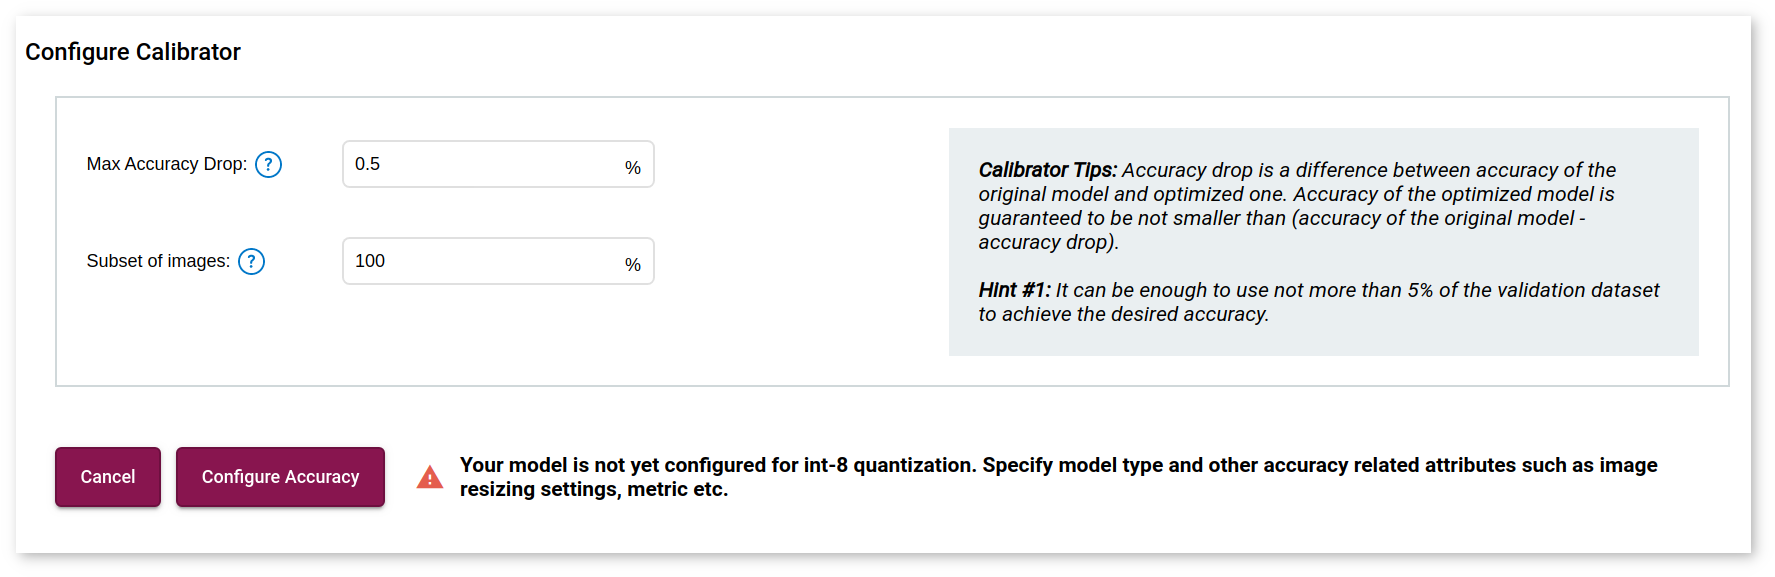 Configure Calibrator
Max Accuracy Drop: ? 0.5 %
Subset of images: ? 100 %
Calibrator Tips: Accuracy drop is a difference between accuracy of the
original model and optimized one. Accuracy of the optimized model is
guaranteed to be not smaller than (accuracy of the original model -
accuracy drop).
Hint #1: It can be enough to use not more than 5% of the validation dataset
to achieve the desired accuracy.
Cancel
Configure Accuracy
Your model is not yet configured for int-8 quantization. Specify model type and other accuracy related attributes such as image
resizing settings, metric etc.